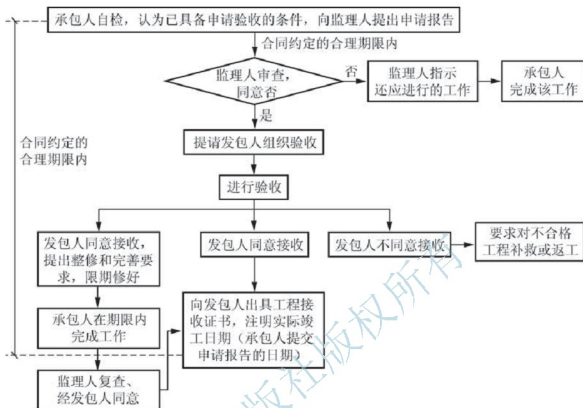 承包人自检，认为已具备申请验收的条件，向监理人提出申请报告
合同约定的合理期限内
监理人审查，
同意否
否
监理人指示
还应进行的工作
承包人
完成该工作
是
合同约定的
合理期限内
提请发包人组织验收
进行验收
发包人同意接收，
提出整修和完善要
求，限期修好
发包人同意接收
发包人不同意接收
要求对不合格
工程补救或返工
承包人在期限内
完成工作
向发包人出具工程接
收证书，注明实际竣
工日期（承包人提交
申请报告的日期）
监理人复查、
经发包人同意
版社版权所有